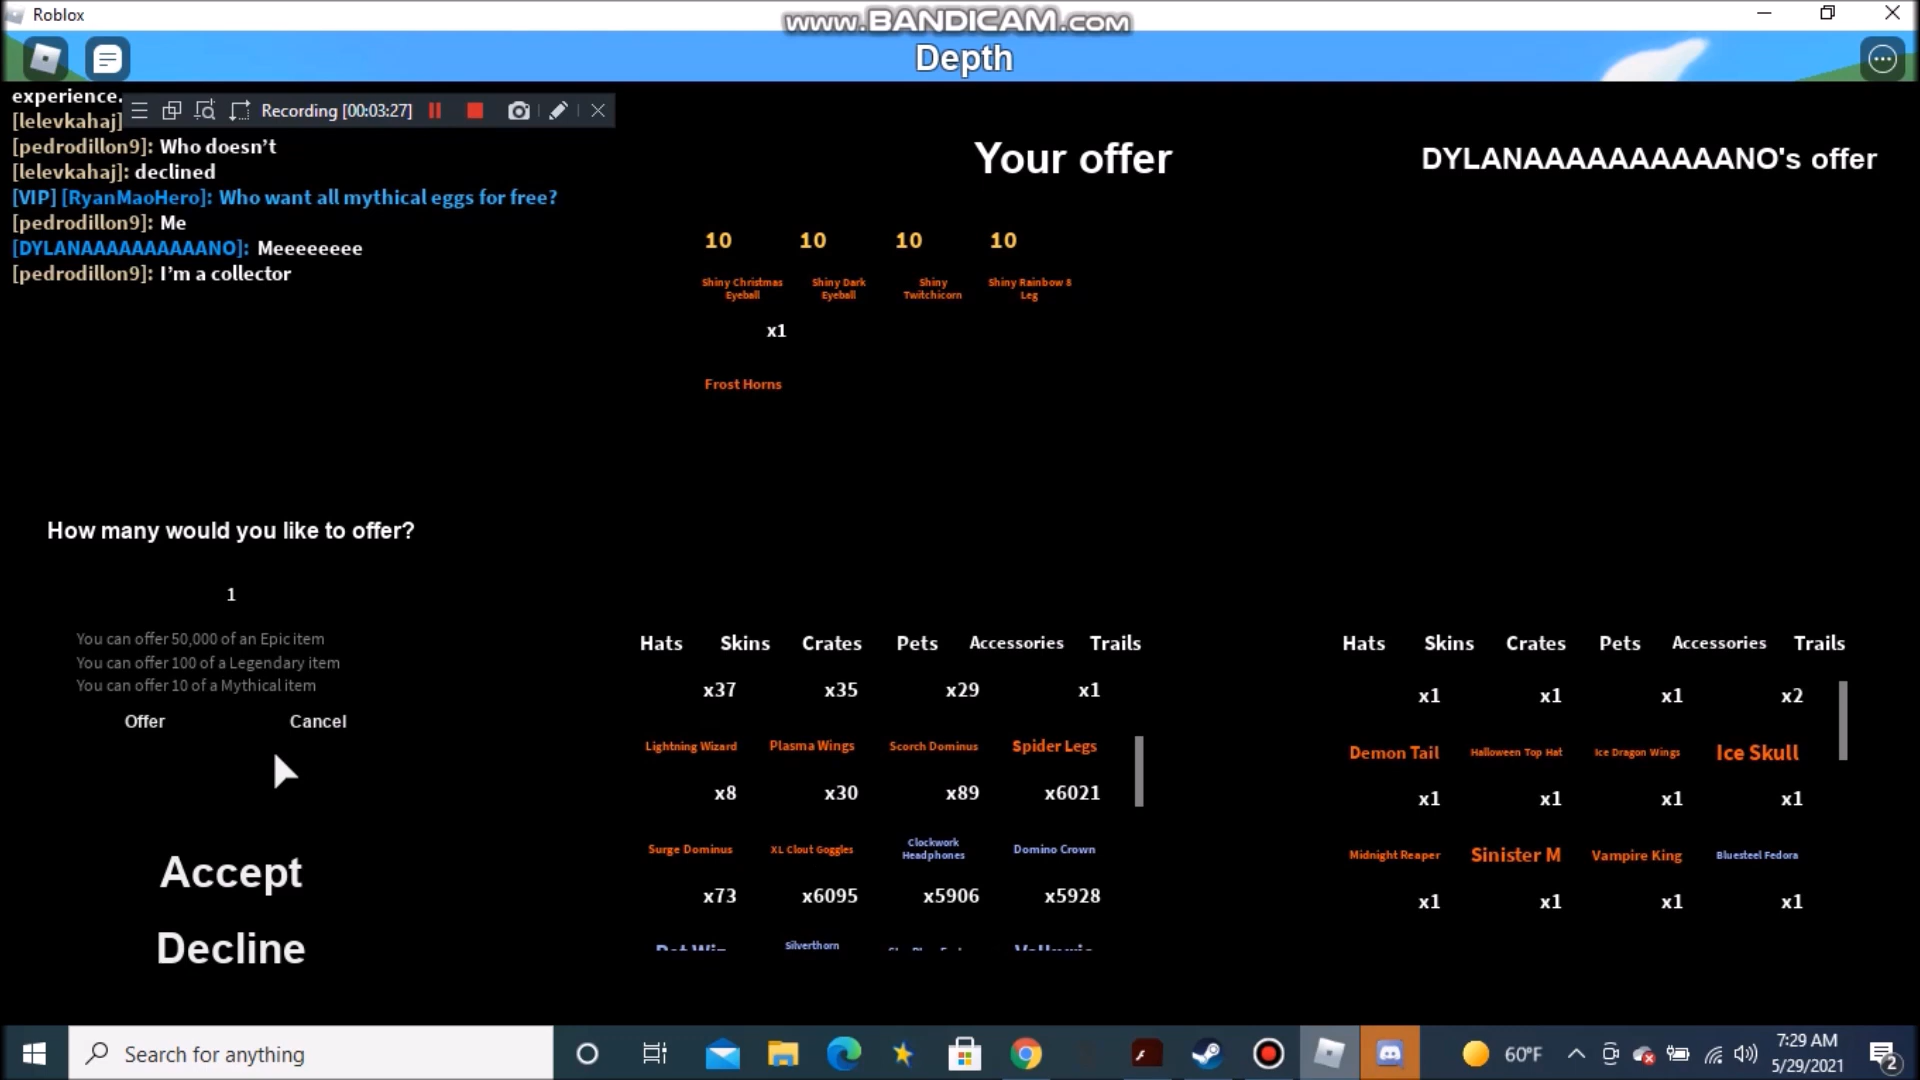 Roblox
www.BANDICAM.com
Depth
experience.
Recording [00:03:27]
[lelevkahaj]
[pedrodillon9]: Who doesn't
[lelevkahaj]: declined
[VIP] [RyanMaoHero]: Who want all mythical eggs for free?
[pedrodillon9]: Me
[DYLANAAAAAAAAAANO]: Meeeeeeee
[pedrodillon9]: I'm a collector
Your offer
DYLANAAAAAAAAAANO's offer
10 10 10 10
Shiny Christmas Eyeball
Shiny Dark Eyeball
Shiny Twitchicorn
Shiny Rainbow 8 Leg
x1
Frost Horns
How many would you like to offer?
1
You can offer 50,000 of an Epic item
You can offer 100 of a Legendary item
You can offer 10 of a Mythical item
Offer Cancel
Accept
Decline
Hats Skins Crates Pets Accessories Trails
x37 x35 x29 x1
Lightning Wizard Plasma Wings Scorch Dominus Spider Legs
x8 x30 x89 x6021
Surge Dominus XL Clout Goggles Clockwork Headphones Domino Crown
x73 x6095 x5906 x5928
Silverthorn
Hats Skins Crates Pets Accessories Trails
x1 x1 x1 x2
Demon Tail Halloween Top Hat Ice Dragon Wings Ice Skull
x1 x1 x1 x1
Midnight Reaper Sinister M Vampire King Bluesteel Fedora
x1 x1 x1 x1
Search for anything
60°F
7:29 AM
5/29/2021
2